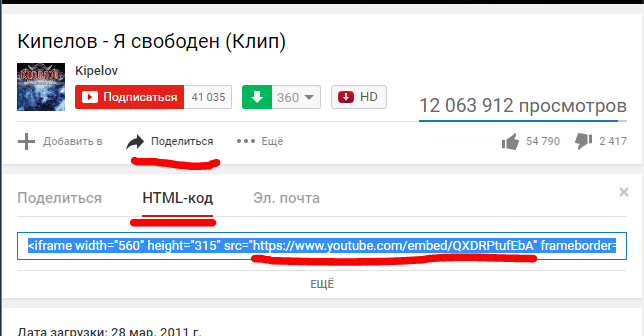 Кипелов - Я свободен (Клип)
Kipelov
Подписаться 41 035 360 HD
12 063 912 просмотров
Добавить в Поделиться Ещё 54 790 2 417
Поделиться HTML-код Эл. почта
<iframe width="560" height="315" src="https://www.youtube.com/embed/QXDRPtufEbA" frameborder=
ЕЩЁ
Дата загрузки: 28 мар. 2011 г.